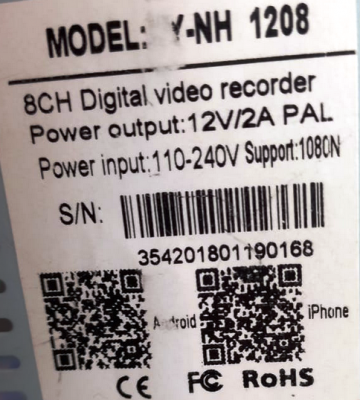 MODEL: Y-NH 1208
8CH Digital video recorder
Power output:12V/2A PAL
Power input:110-240V Support:1080N
S/N:
354201801190168
Android
iPhone
CE FC RoHS